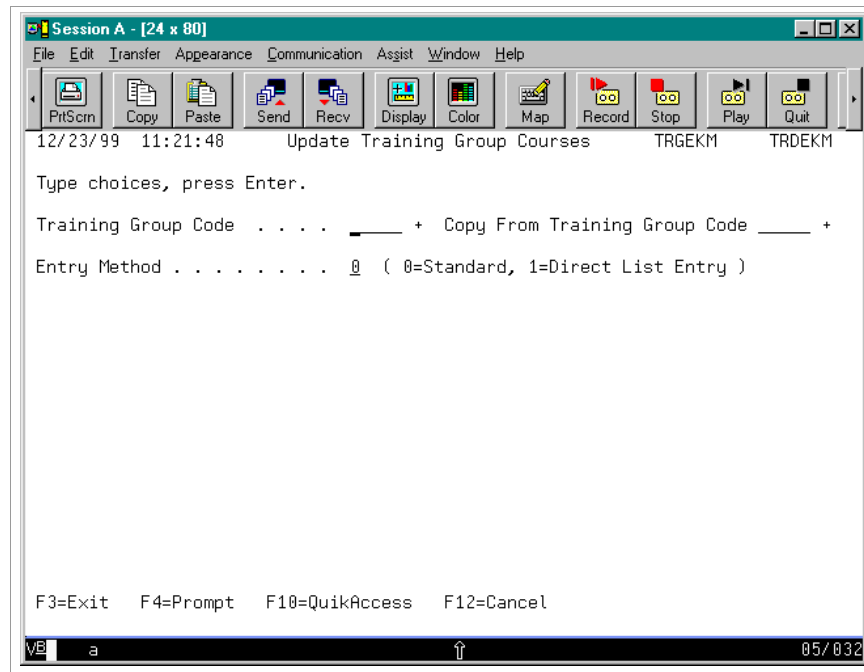 Session A - [24 x 80]
File Edit Transfer Appearance Communication Assist Window Help
PrtScrn Copy Paste Send Recv Display Color Map Record Stop Play Quit
12/23/99 11:21:48 Update Training Group Courses TRGEKM TRDEKM
Type choices, press Enter.
Training Group Code . . . . _____ + Copy From Training Group Code _____ +
Entry Method . . . . . . . . 0 ( 0=Standard, 1=Direct List Entry )
F3=Exit F4=Prompt F10=QuikAccess F12=Cancel
VB a 05/032